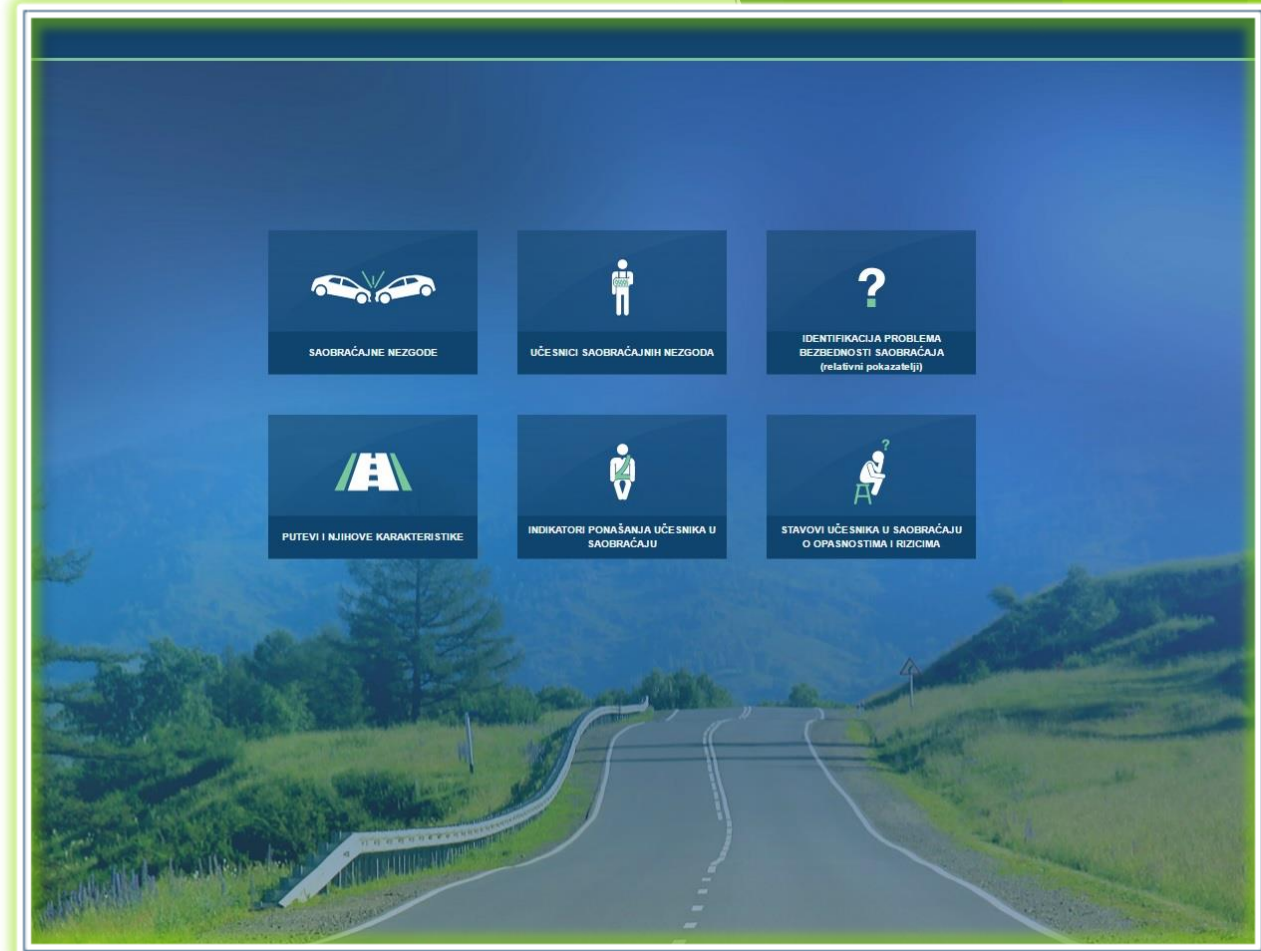 SAOBRAĆAJNE NEZGODE
UČESNICI SAOBRAĆAJNIH NEZGODA
IDENTIFIKACIJA PROBLEMA
BEZBEDNOSTI SAOBRAĆAJA
(relativni pokazatelji)
PUTEVI I NJIHOVE KARAKTERISTIKE
INDIKATORI PONAŠANJA UČESNIKA U
SAOBRAĆAJU
?
STAVOVI UČESNIKA U SAOBRAĆAJU
O OPASNOSTIMA I RIZICIMA